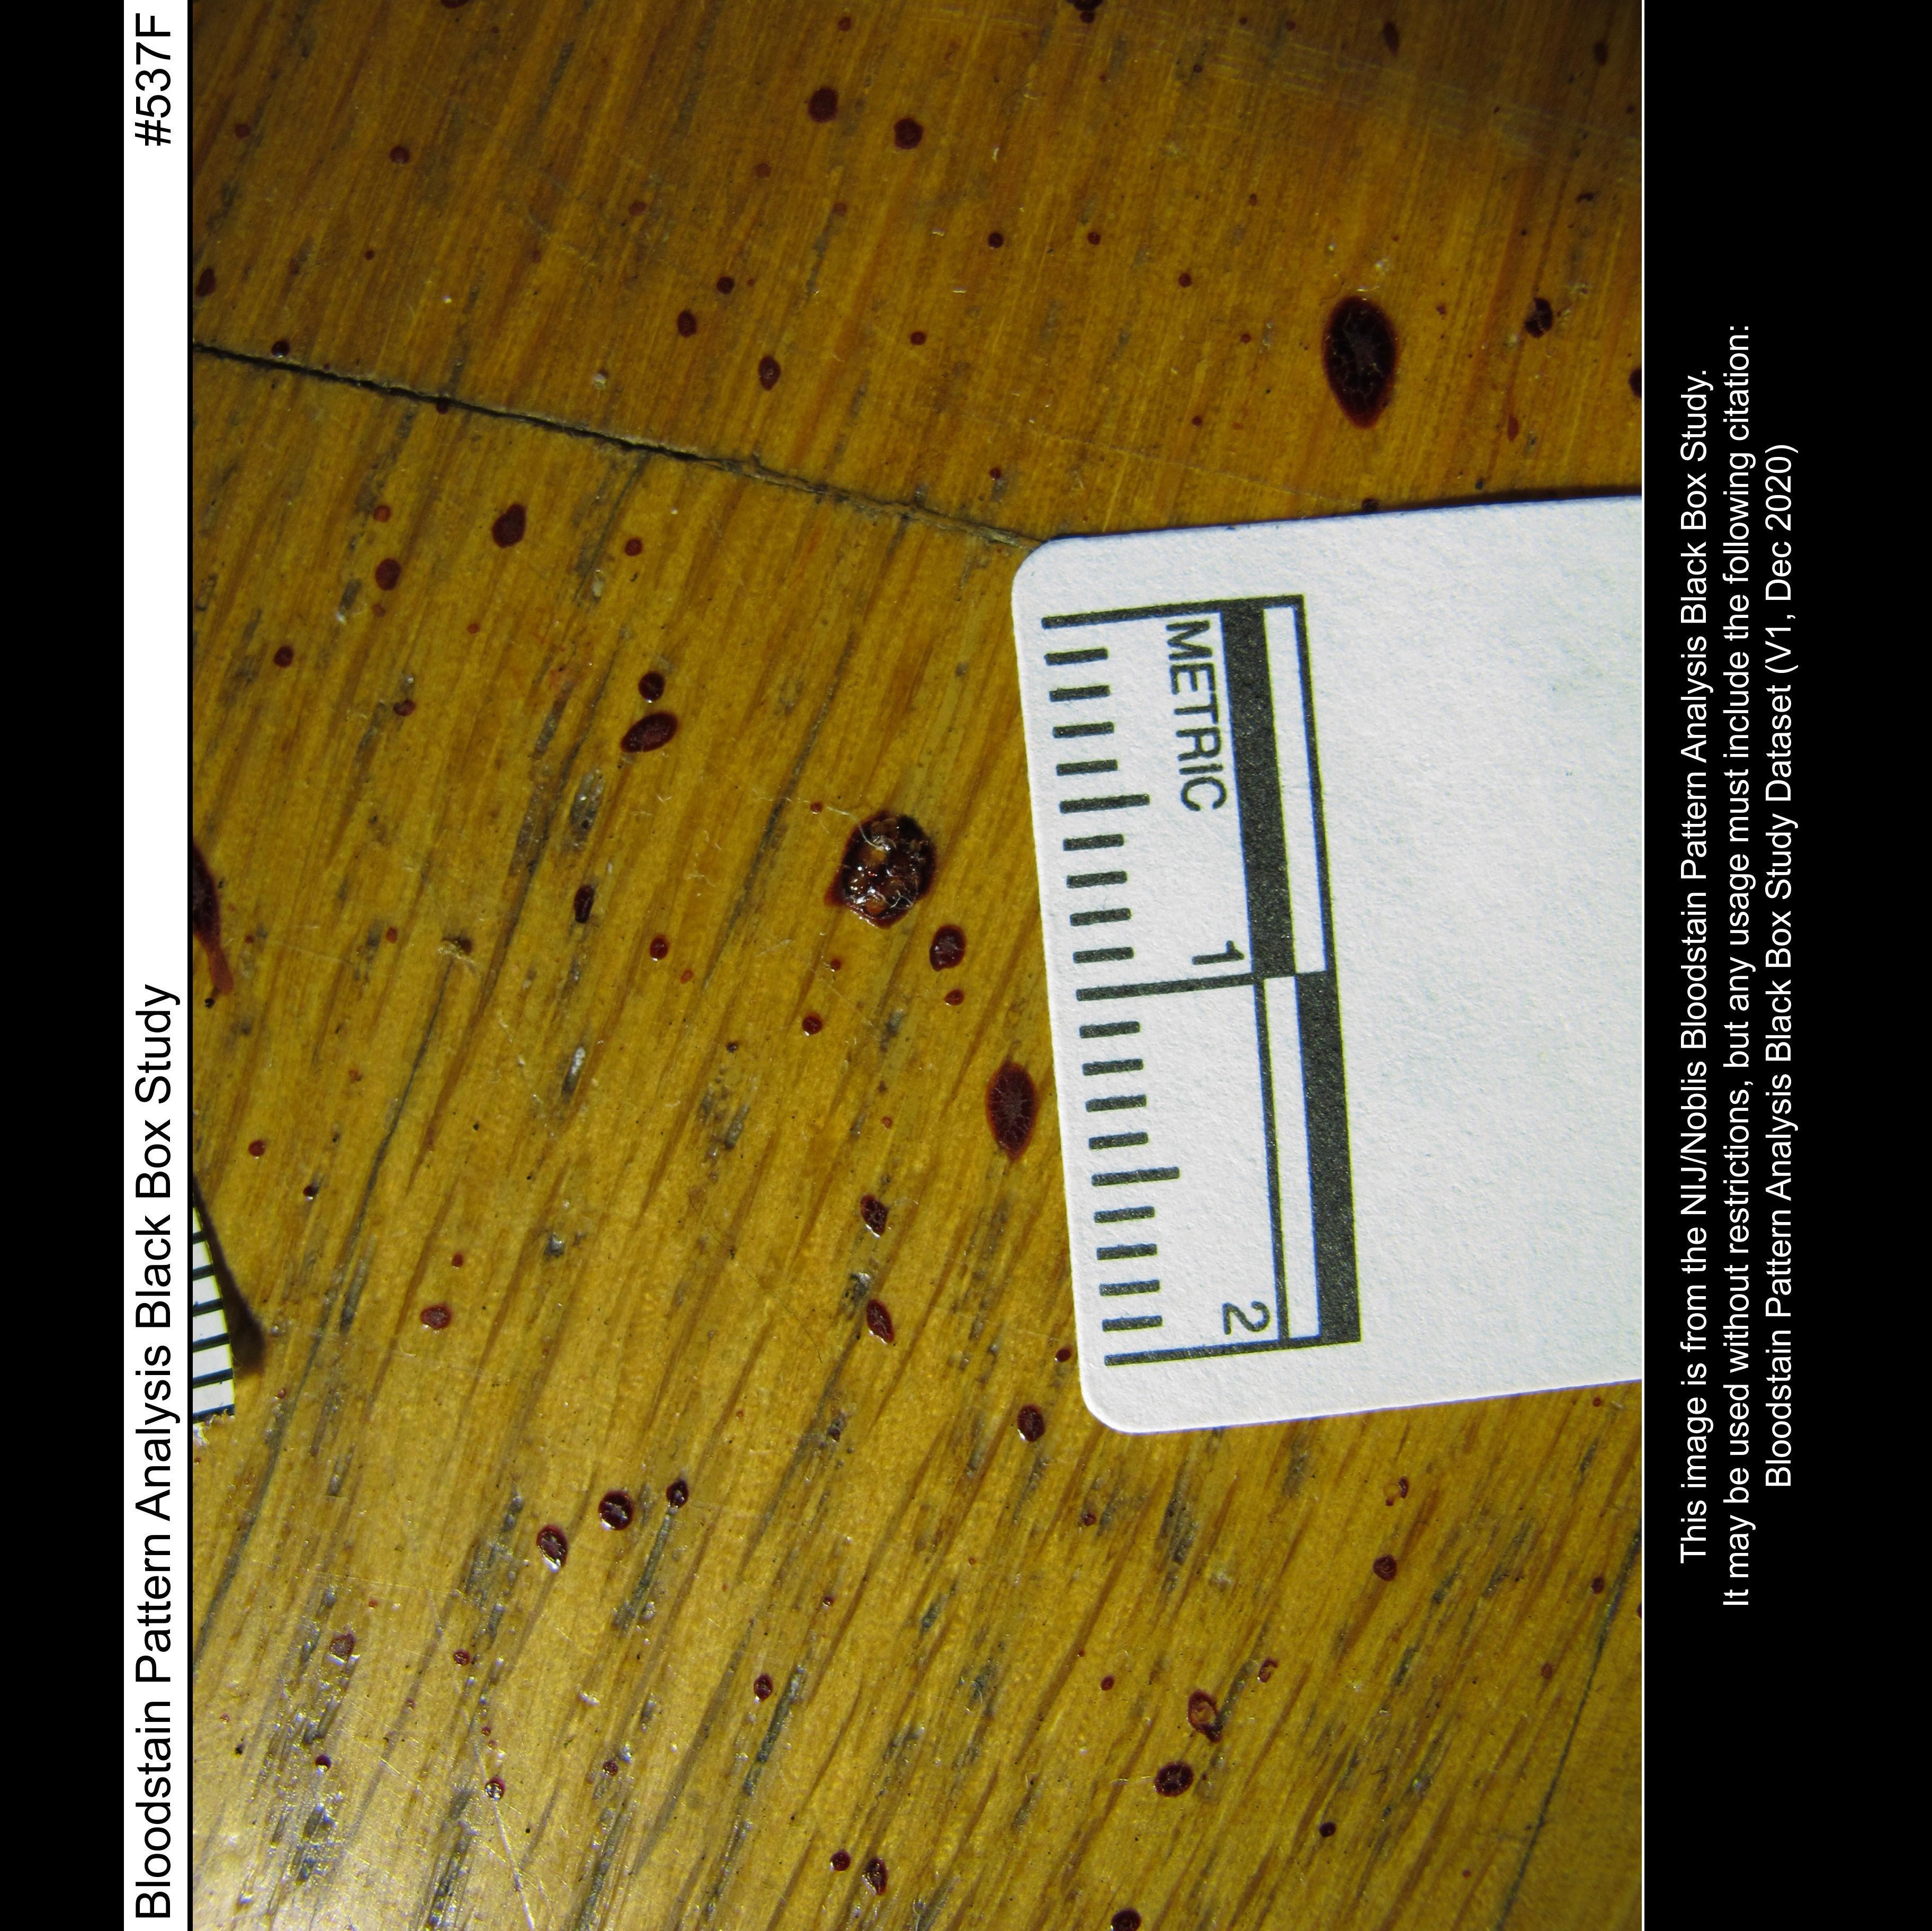 Bloodstain Pattern Analysis Black Box Study #537F
METRIC
1
2
This image is from the NIJ/Noblis Bloodstain Pattern Analysis Black Box Study.
It may be used without restrictions, but any usage must include the following citation:
Bloodstain Pattern Analysis Black Box Study Dataset (V1, Dec 2020)